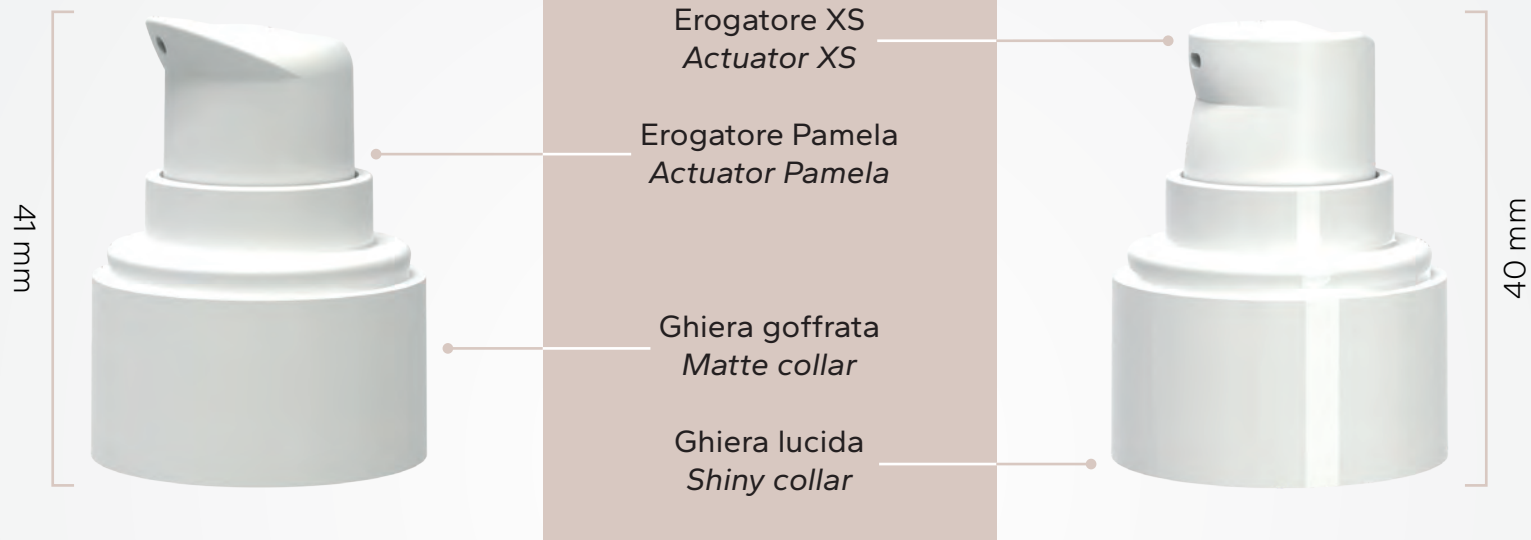 41 mm
Erogatore XS
Actuator XS
Erogatore Pamela
Actuator Pamela
Ghiera goffrata
Matte collar
Ghiera lucida
Shiny collar
40 mm